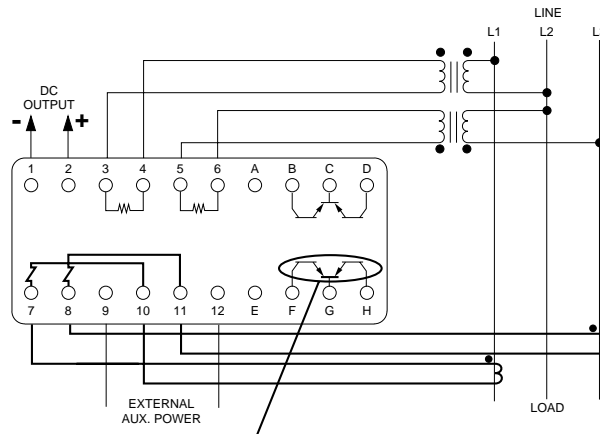 LINE
L1
L2
DC
OUTPUT
- +
1 2 3 4 5 6 A B C D
7 8 9 10 11 12 E F G H
EXTERNAL
AUX. POWER
LOAD